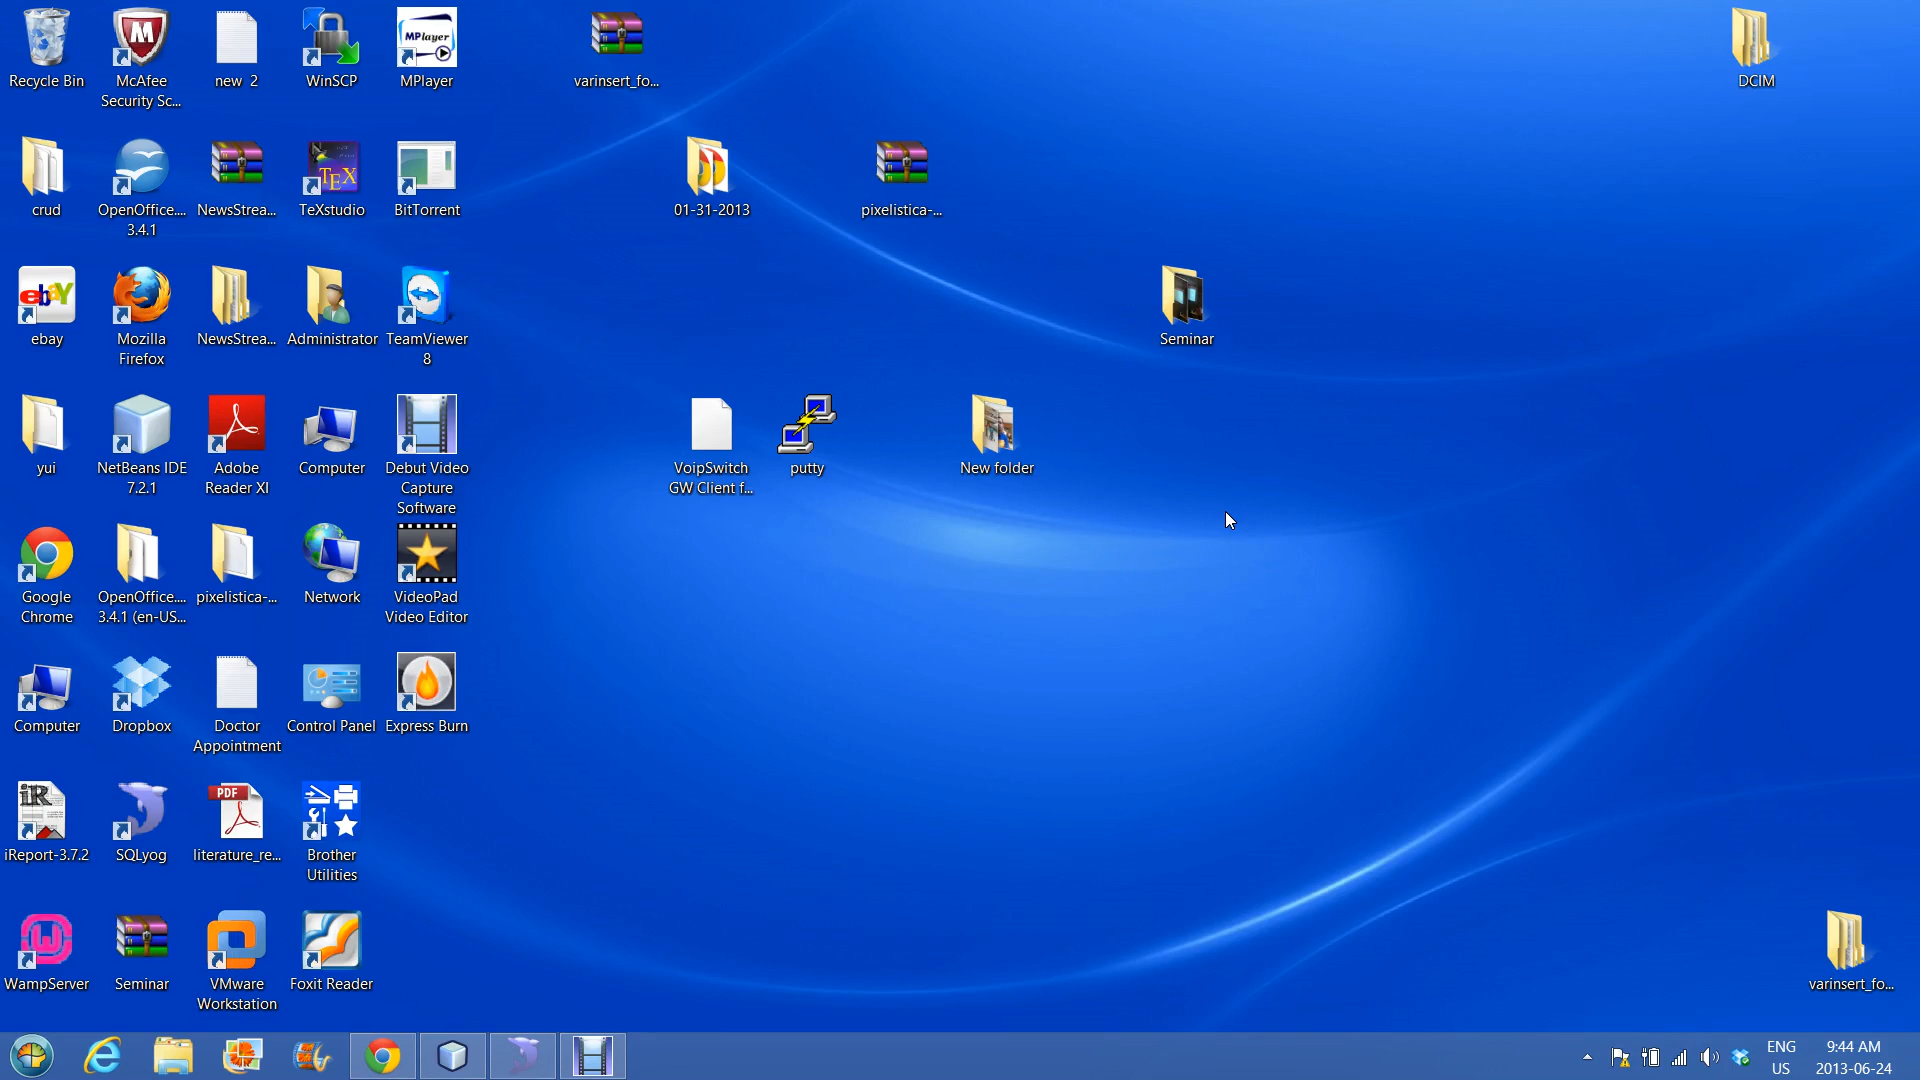 Recycle Bin
McAfee
Security Sc...
new 2
WinSCP
MPlayer
MPlayer
varinsert_fo...
DCIM
crud
OpenOffice....
3.4.1
NewsStrea...
TEX
TeXstudio
BitTorrent
01-31-2013
pixelistica-...
ebay
ebay
Mozilla
Firefox
NewsStrea...
Administrator
TeamViewer
8
Seminar
yui
NetBeans IDE
7.2.1
Adobe
Reader XI
Computer
Debut Video
Capture
Software
VoipSwitch
GW Client f...
putty
New folder
Google
Chrome
OpenOffice....
3.4.1 (en-US...
pixelistica-...
Network
VideoPad
Video Editor
Computer
Dropbox
Doctor
Appointment
Control Panel
Express Burn
iR
iReport-3.7.2
SQLyog
PDF
literature_re...
Brother
Utilities
WampServer
Seminar
VMware
Workstation
Foxit Reader
varinsert_fo...
ENG
US
9:44 AM
2013-06-24